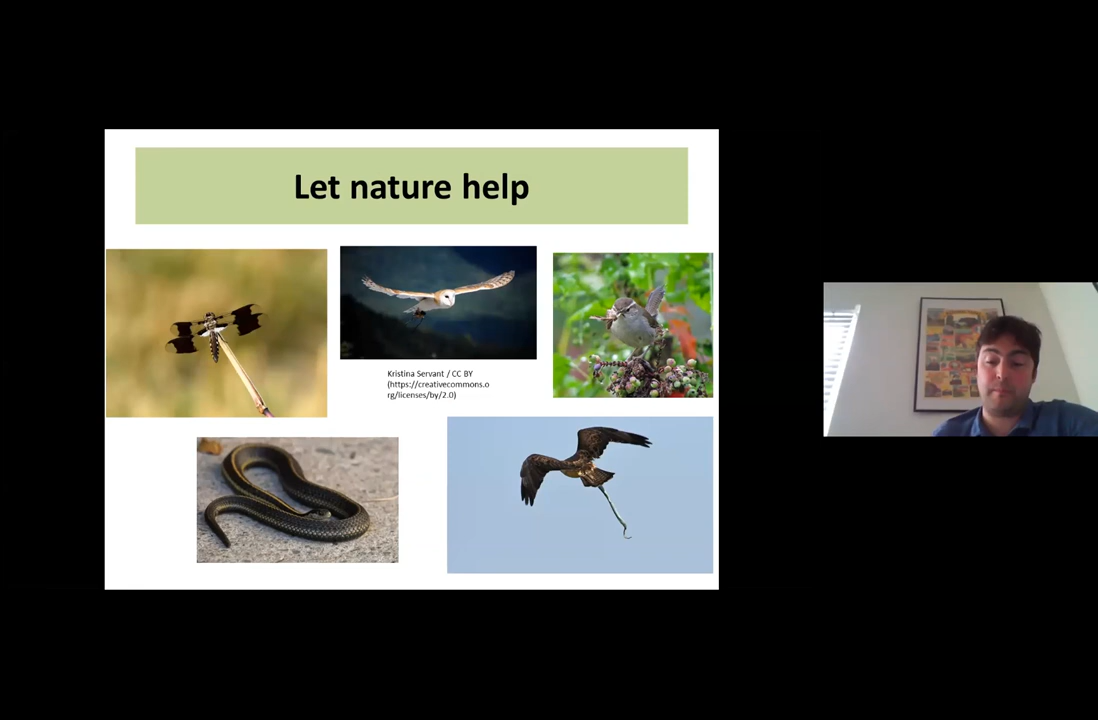 Let nature help
Kristina Servant / CC BY
(https://creativecommons.o
rg/licenses/by/2.0)